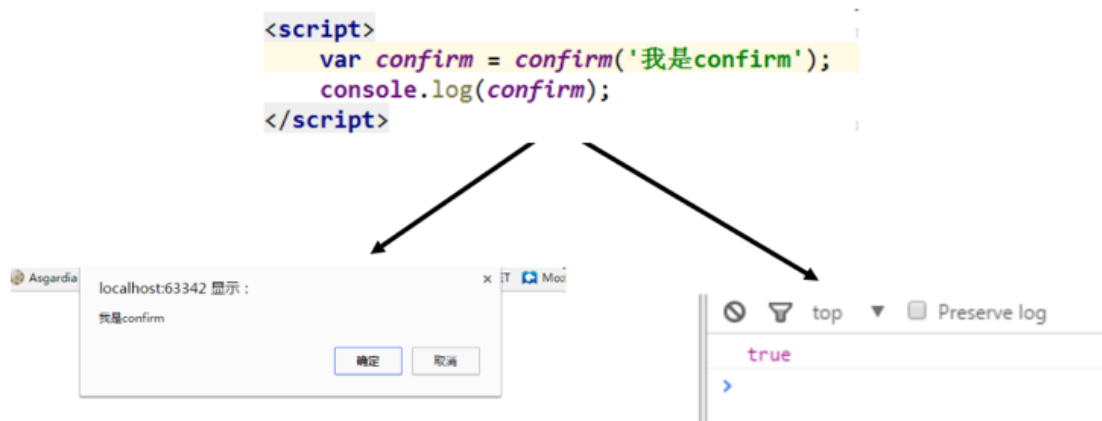 <script>
var confirm = confirm('我是confirm');
console.log(confirm);
</script>
Asgardia
localhost:63342 显示：
×
ET
Moz
我是confirm
确定
取消
top ▼ Preserve log
true
>